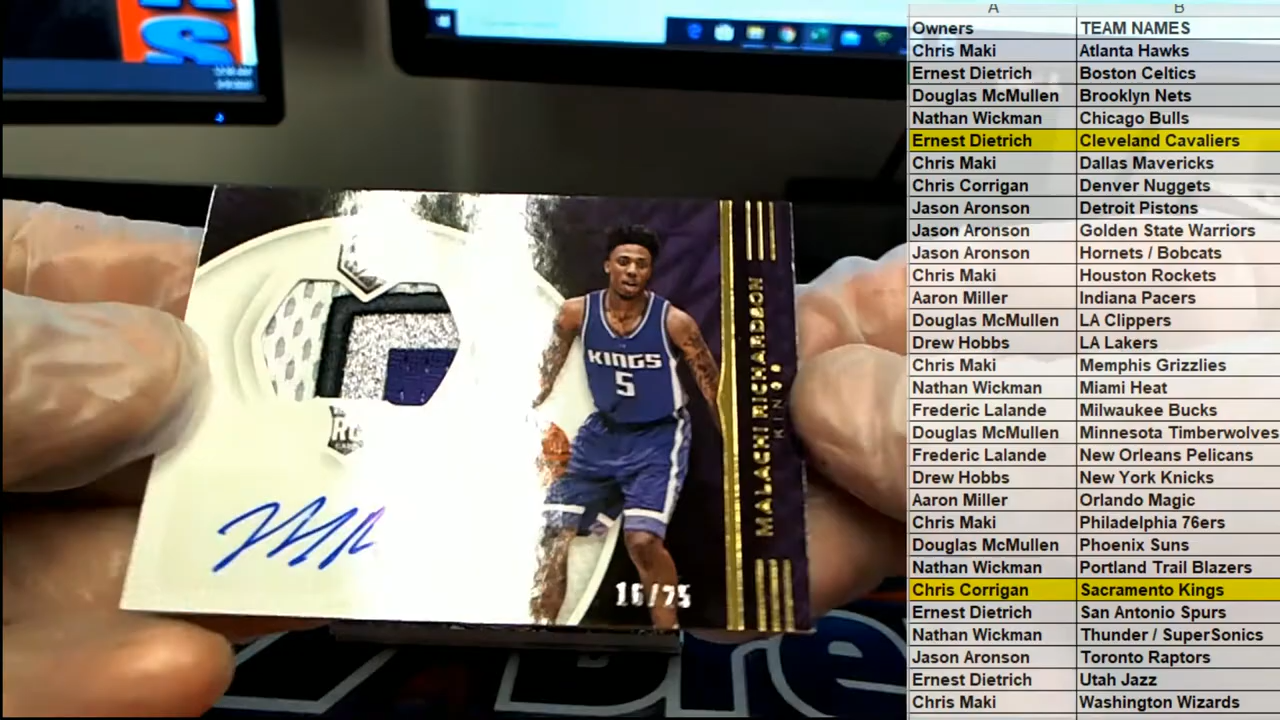 A B
Owners TEAM NAMES
Chris Maki Atlanta Hawks
Ernest Dietrich Boston Celtics
Douglas McMullen Brooklyn Nets
Nathan Wickman Chicago Bulls
Ernest Dietrich Cleveland Cavaliers
Chris Maki Dallas Mavericks
Chris Corrigan Denver Nuggets
Jason Aronson Detroit Pistons
Jason Aronson Golden State Warriors
Jason Aronson Hornets / Bobcats
Chris Maki Houston Rockets
Aaron Miller Indiana Pacers
Douglas McMullen LA Clippers
Drew Hobbs LA Lakers
Chris Maki Memphis Grizzlies
Nathan Wickman Miami Heat
Frederic Lalande Milwaukee Bucks
Douglas McMullen Minnesota Timberwolves
Frederic Lalande New Orleans Pelicans
Drew Hobbs New York Knicks
Aaron Miller Orlando Magic
Chris Maki Philadelphia 76ers
Douglas McMullen Phoenix Suns
Nathan Wickman Portland Trail Blazers
Chris Corrigan Sacramento Kings
Ernest Dietrich San Antonio Spurs
Nathan Wickman Thunder / SuperSonics
Jason Aronson Toronto Raptors
Ernest Dietrich Utah Jazz
Chris Maki Washington Wizards
KINGS
5
MALACHI RICHARDSON
KINGS
RC
16/25